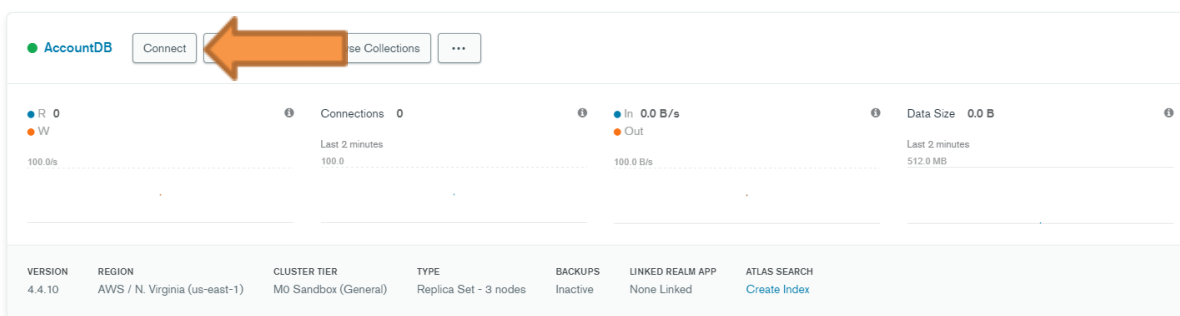 AccountDB Connect Collections ...
R 0
W
100.0/s
Connections 0
Last 2 minutes
100.0
In 0.0 B/s
Out
100.0 B/s
Data Size 0.0 B
Last 2 minutes
512.0 MB
VERSION REGION CLUSTER TIER TYPE BACKUPS LINKED REALM APP ATLAS SEARCH
4.4.10 AWS / N. Virginia (us-east-1) M0 Sandbox (General) Replica Set - 3 nodes Inactive None Linked Create Index